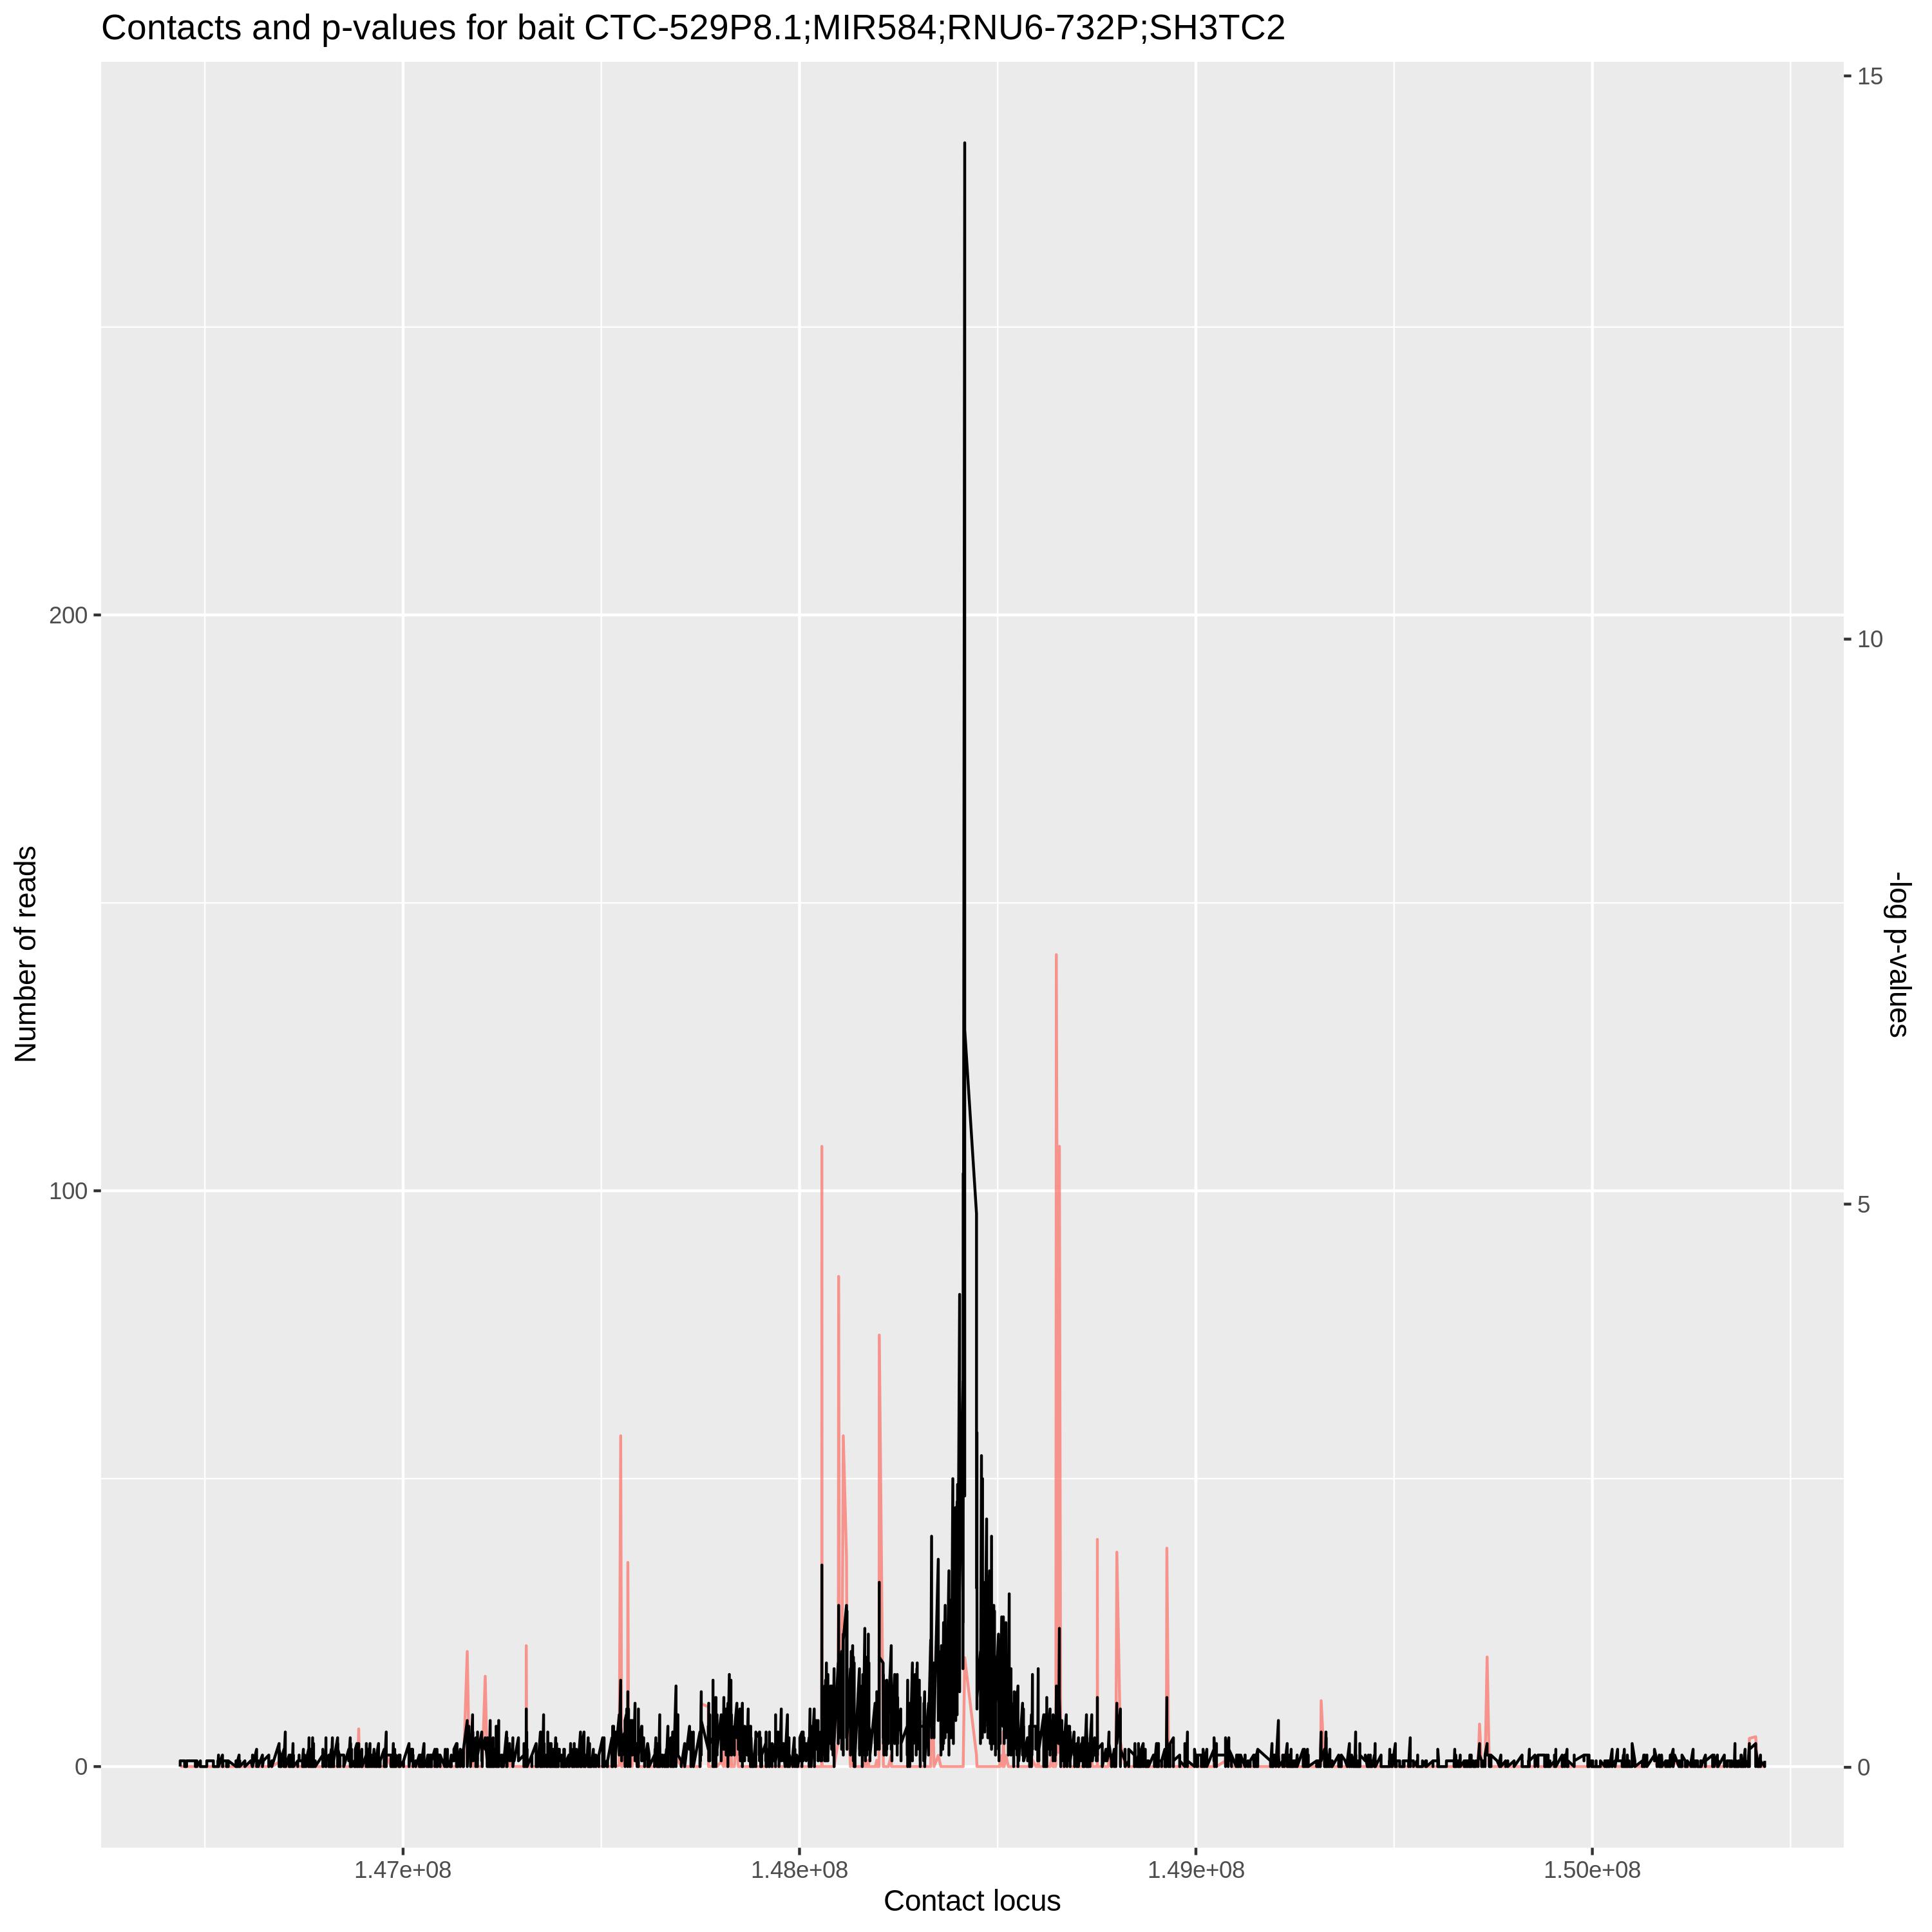 Contacts and p-values for bait CTC-529P8.1;MIR584;RNU6-732P;SH3TC2
15
200
10
Number of reads
-log p-values
100
5
0
0
1.47e+08
1.48e+08
1.49e+08
1.50e+08
Contact locus